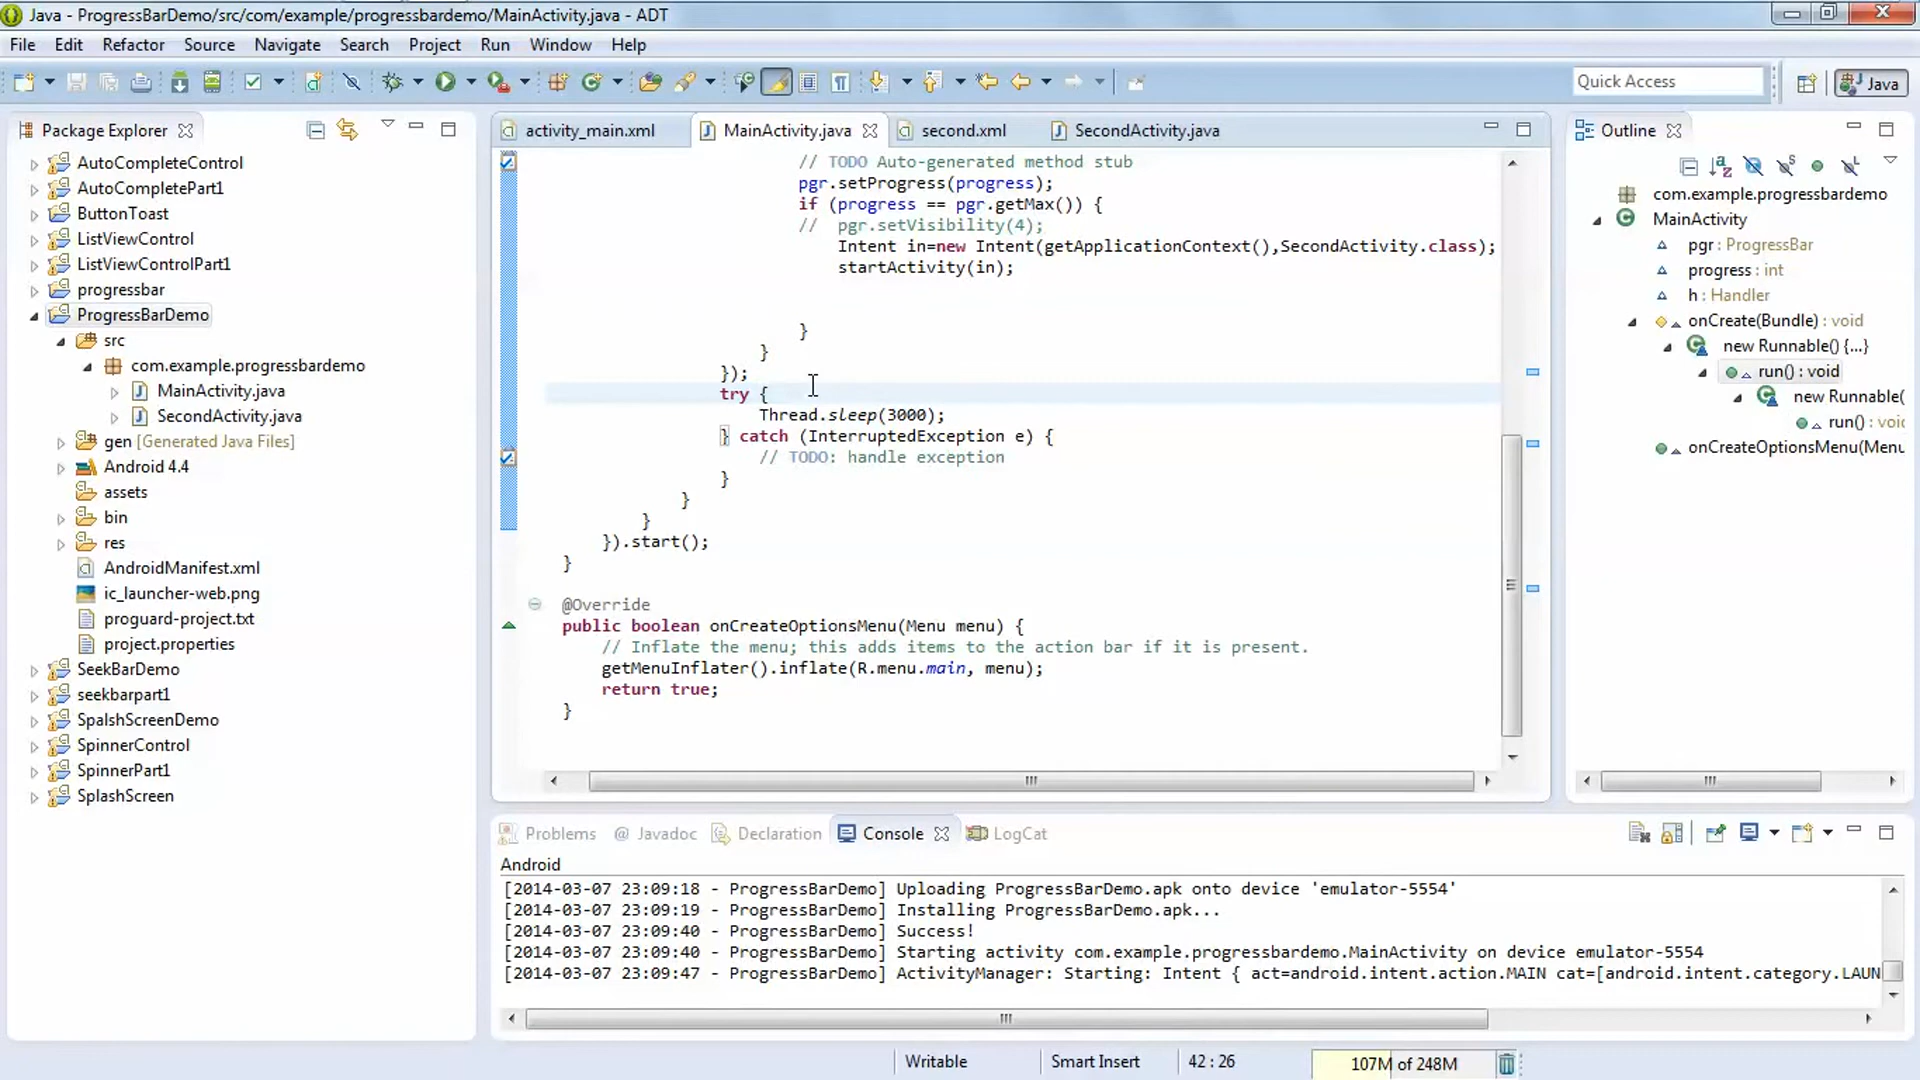 Java - ProgressBarDemo/src/com/example/progressbardemo/MainActivity.java - ADT
File Edit Refactor Source Navigate Search Project Run Window Help
Quick Access
Java
Package Explorer
AutoCompleteControl
AutoCompletePart1
ButtonToast
ListViewControl
ListViewControlPart1
progressbar
ProgressBarDemo
src
com.example.progressbardemo
MainActivity.java
SecondActivity.java
gen [Generated Java Files]
Android 4.4
assets
bin
res
AndroidManifest.xml
ic_launcher-web.png
proguard-project.txt
project.properties
SeekBarDemo
seekbarpart1
SpalshScreenDemo
SpinnerControl
SpinnerPart1
SplashScreen
activity_main.xml MainActivity.java second.xml SecondActivity.java
// TODO Auto-generated method stub
pgr.setProgress(progress);
if (progress == pgr.getMax()) {
// pgr.setVisibility(4);
Intent in=new Intent(getApplicationContext(),SecondActivity.class);
startActivity(in);
}
}
});
try {
Thread.sleep(3000);
} catch (InterruptedException e) {
// TODO: handle exception
}
}
}
}).start();
}
@Override
public boolean onCreateOptionsMenu(Menu menu) {
// Inflate the menu; this adds items to the action bar if it is present.
getMenuInflater().inflate(R.menu.main, menu);
return true;
}
Outline
com.example.progressbardemo
MainActivity
pgr : ProgressBar
progress : int
h : Handler
onCreate(Bundle) : void
new Runnable() {...}
run() : void
new Runnable(
run() : voic
onCreateOptionsMenu(Menu
Problems @ Javadoc Declaration Console LogCat
Android
[2014-03-07 23:09:18 - ProgressBarDemo] Uploading ProgressBarDemo.apk onto device 'emulator-5554'
[2014-03-07 23:09:19 - ProgressBarDemo] Installing ProgressBarDemo.apk...
[2014-03-07 23:09:40 - ProgressBarDemo] Success!
[2014-03-07 23:09:40 - ProgressBarDemo] Starting activity com.example.progressbardemo.MainActivity on device emulator-5554
[2014-03-07 23:09:47 - ProgressBarDemo] ActivityManager: Starting: Intent { act=android.intent.action.MAIN cat=[android.intent.category.LAUN
Writable Smart Insert 42 : 26 107M of 248M